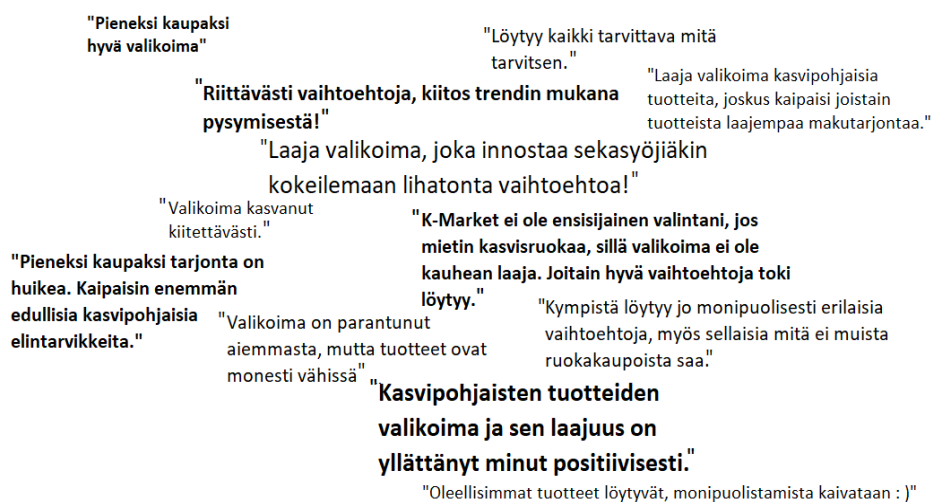 "Pieneksi kaupaksi
hyvä valikoima"
"Löytyy kaikki tarvittava mitä
tarvitsen."
"Laaja valikoima kasvipohjaisia
tuotteita, joskus kaipaisi joistain
tuotteista laajempaa makutarjontaa."
"Riittävästi vaihtoehtoja, kiitos trendin mukana
pysymisestä!"
"Laaja valikoima, joka innostaa sekasyöjiäkin
kokeilemaan lihatonta vaihtoehtoa!"
"Valikoima kasvanut
kiitettävästi."
"K-Market ei ole ensisijainen valintani, jos
mietin kasvisruokaa, sillä valikoima ei ole
kauhean laaja. Joitain hyvä vaihtoehtoja toki
löytyy."
"Pieneksi kaupaksi tarjonta on
huikea. Kaipaisin enemmän
edullisia kasvipohjaisia
elintarvikkeita."
"Valikoima on parantunut
aiemmasta, mutta tuotteet ovat
monesti vähissä"
"Kympistä löytyy jo monipuolisesti erilaisia
vaihtoehtoja, myös sellaisia mitä ei muista
ruokakaupoista saa."
"Kasvipohjaisten tuotteiden
valikoima ja sen laajuus on
yllättänyt minut positiivisesti."
"Oleellisimmat tuotteet löytyvät, monipuolistamista kaivataan : )"